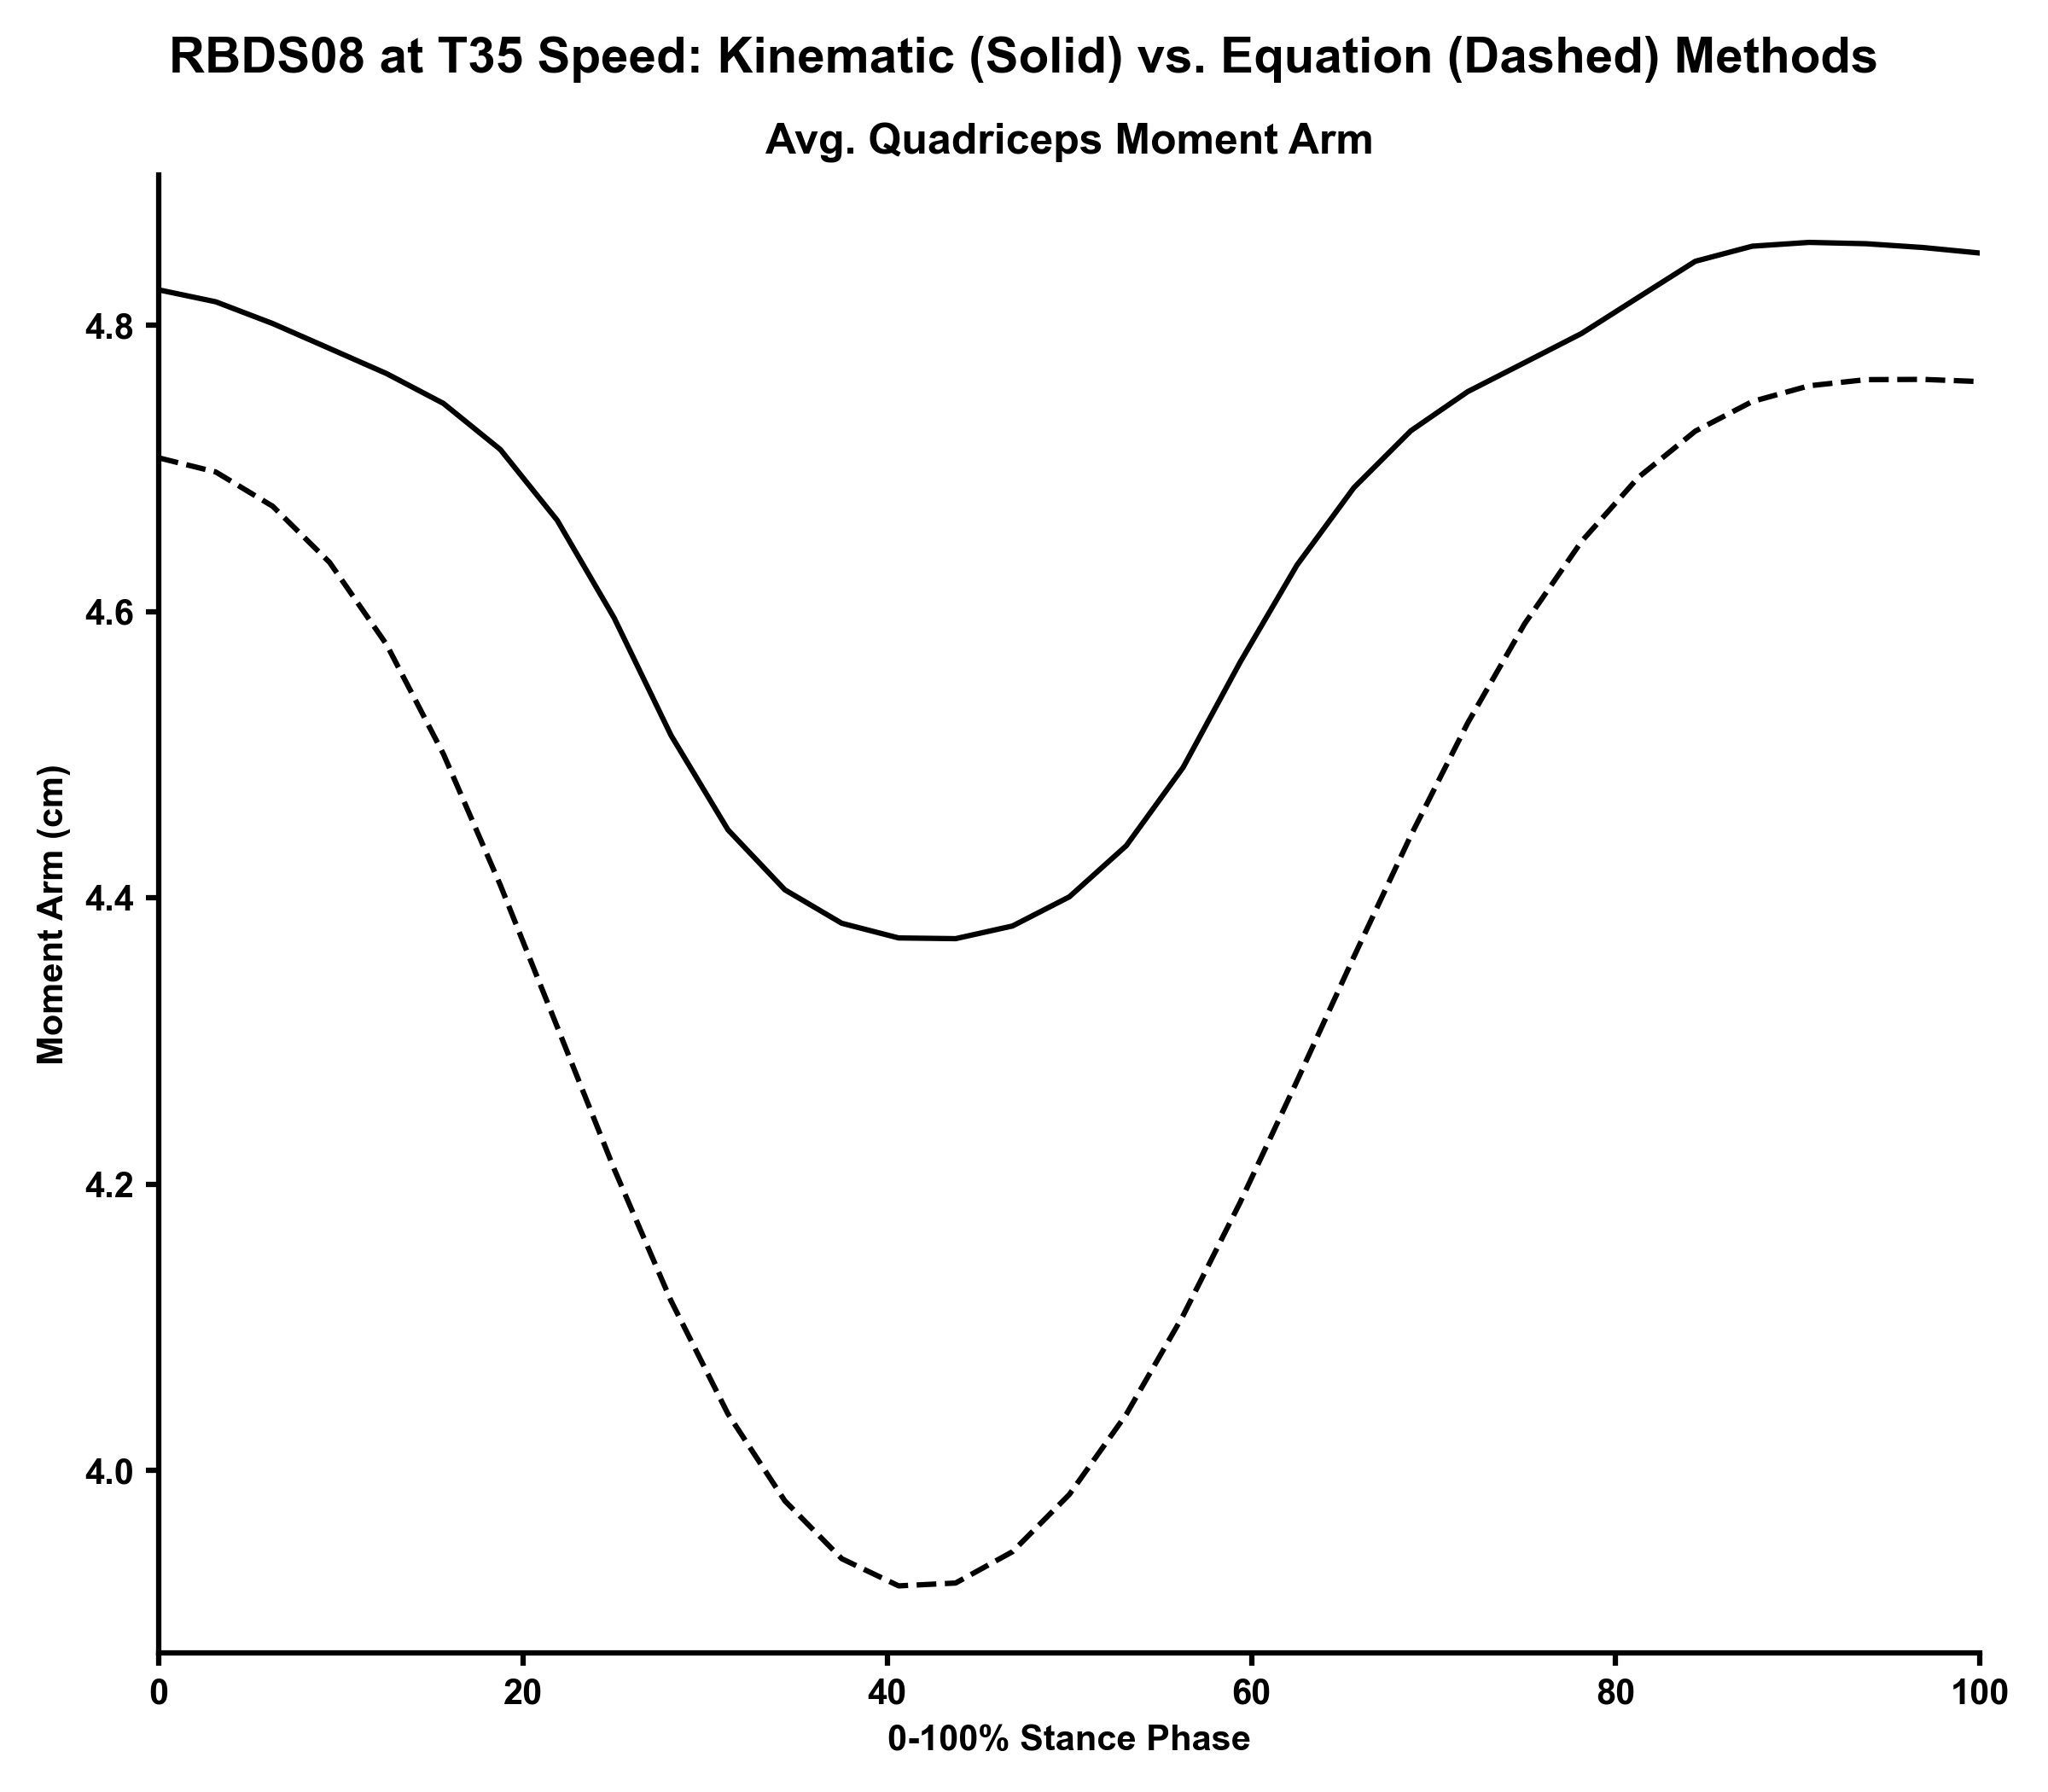 RBDS08 at T35 Speed: Kinematic (Solid) vs. Equation (Dashed) Methods
Avg. Quadriceps Moment Arm
Moment Arm (cm)
4.8
4.6
4.4
4.2
4.0
0 20 40 60 80 100
0-100% Stance Phase